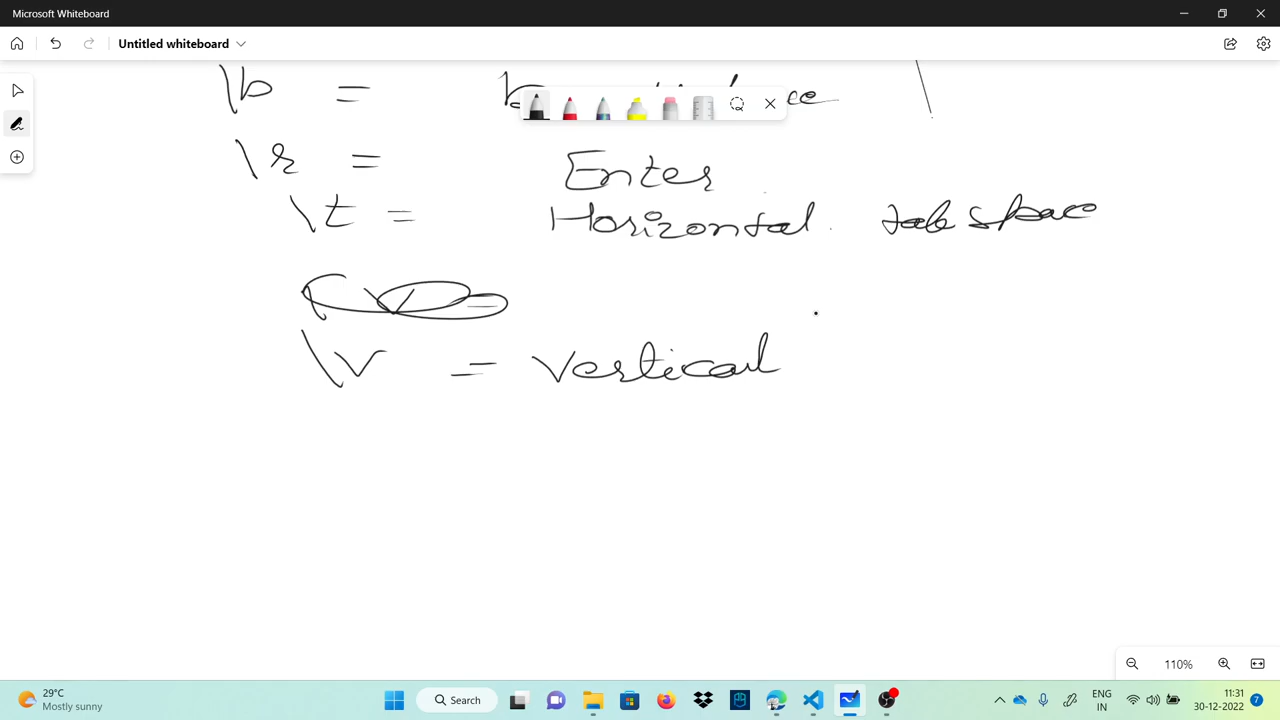 Microsoft Whiteboard
Untitled whiteboard
\b =
\r = Enter
\t = Horizontal. tab space
\v = vertical
110%
29°C
Mostly sunny
Search
ENG
IN
11:31
30-12-2022
7